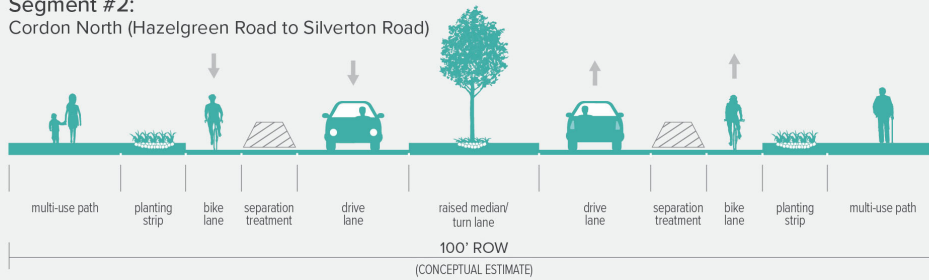 Segment #2:
Cordon North (Hazelgreen Road to Silverton Road)
multi-use path
planting
strip
bike
lane
separation
treatment
drive
lane
raised median/
turn lane
drive
lane
separation
treatment
bike
lane
planting
strip
multi-use path
100' ROW
(CONCEPTUAL ESTIMATE)